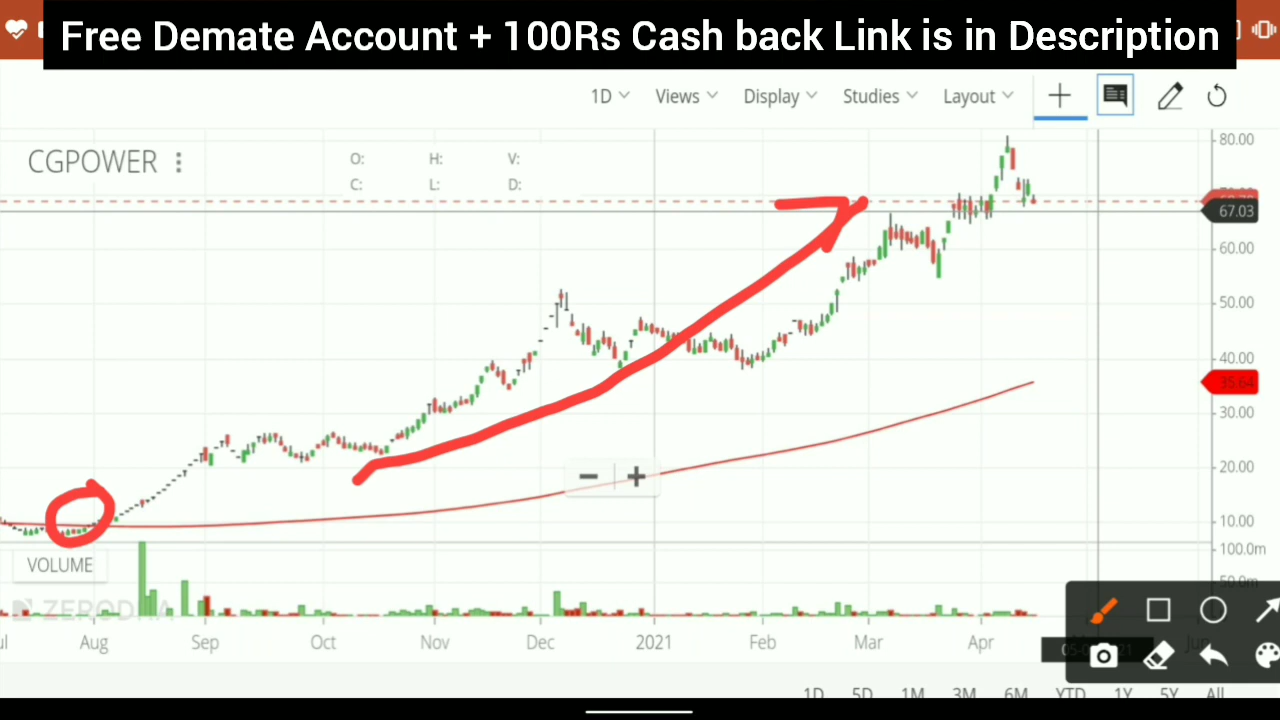 Free Demate Account + 100Rs Cash back Link is in Description
1D Views Display Studies Layout
CGPOWER
O: H: V:
C: L: D:
80.00
67.03
60.00
50.00
40.00
35.64
30.00
20.00
10.00
VOLUME
100.0m
ZERODHA
Aug Sep Oct Nov Dec 2021 Feb Mar Apr
1D 5D 1M 3M 6M YTD 1Y 5Y All